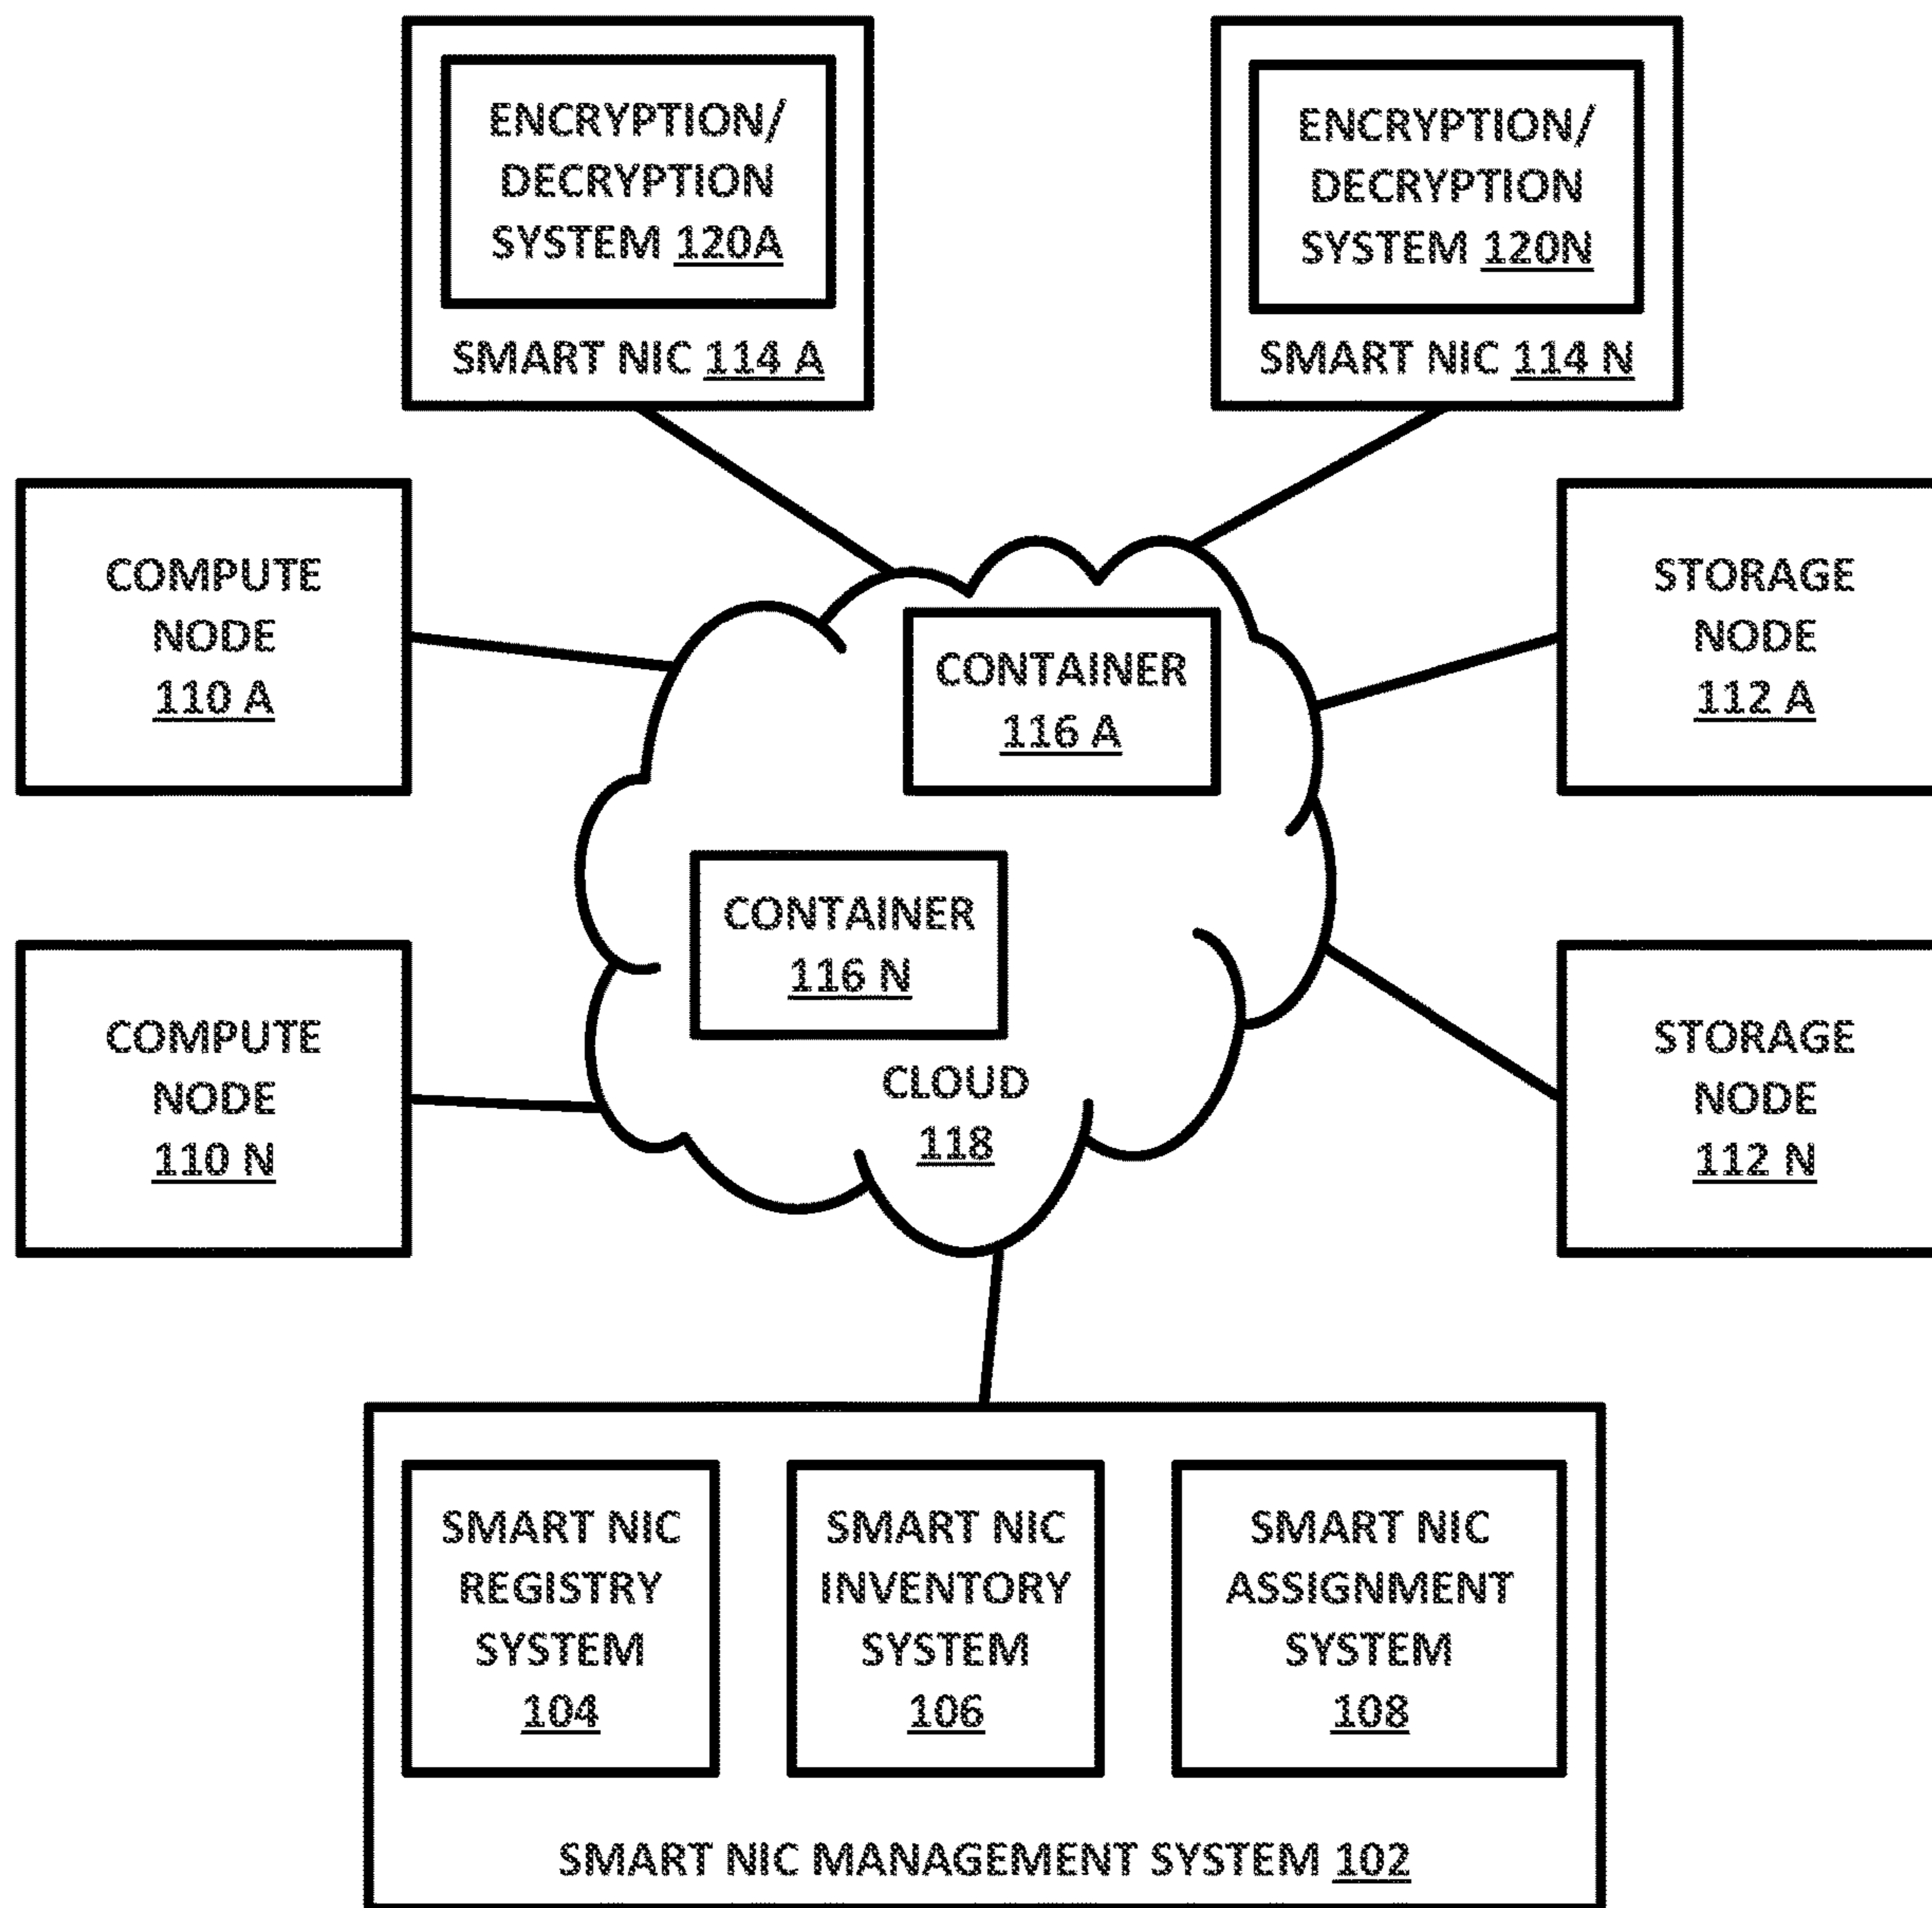 ENCRYPTION/
DECRYPTION
SYSTEM 120A
SMART NIC 114 A
ENCRYPTION/
DECRYPTION
SYSTEM 120N
SMART NIC 114 N
COMPUTE
NODE
110 A
CONTAINER
116 A
STORAGE
NODE
112 A
COMPUTE
NODE
110 N
CONTAINER
116 N
CLOUD
118
STORAGE
NODE
112 N
SMART NIC
REGISTRY
SYSTEM
104
SMART NIC
INVENTORY
SYSTEM
106
SMART NIC
ASSIGNMENT
SYSTEM
108
SMART NIC MANAGEMENT SYSTEM 102